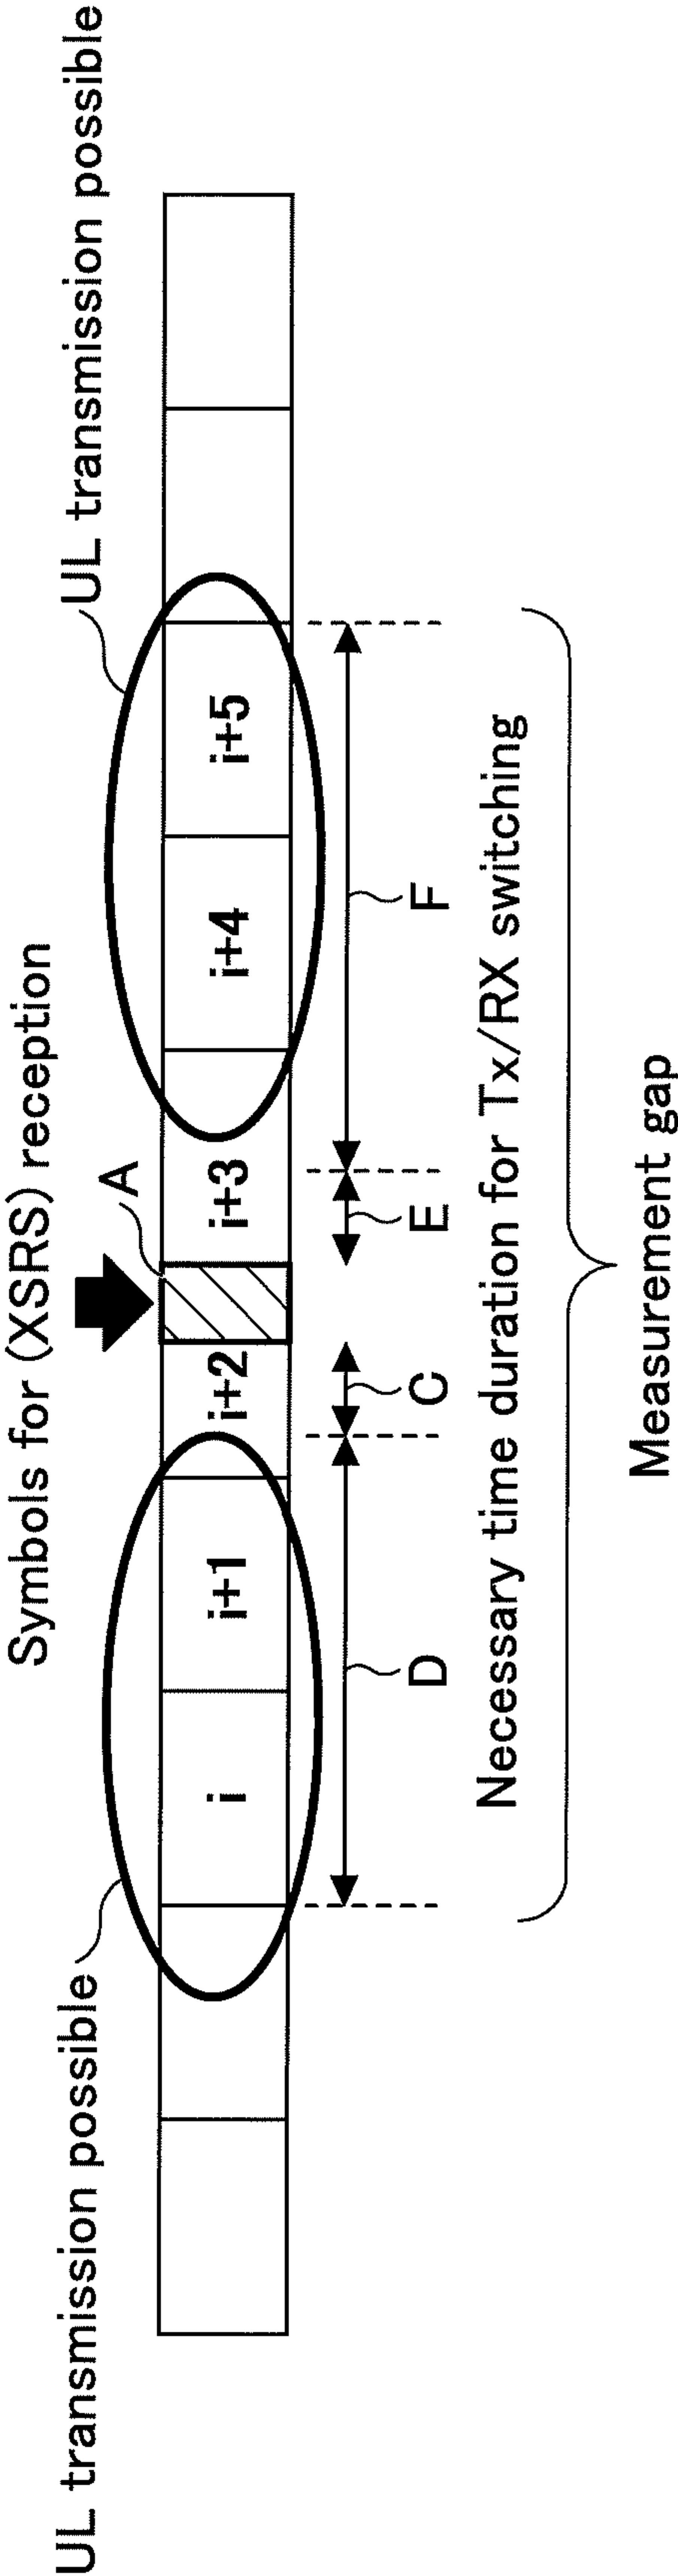 Symbols for (XSRS) reception
UL transmission possible
UL transmission possible
A
i
i+1
i+2
i+3
i+4
i+5
D
C
E
F
Necessary time duration for Tx/RX switching
Measurement gap